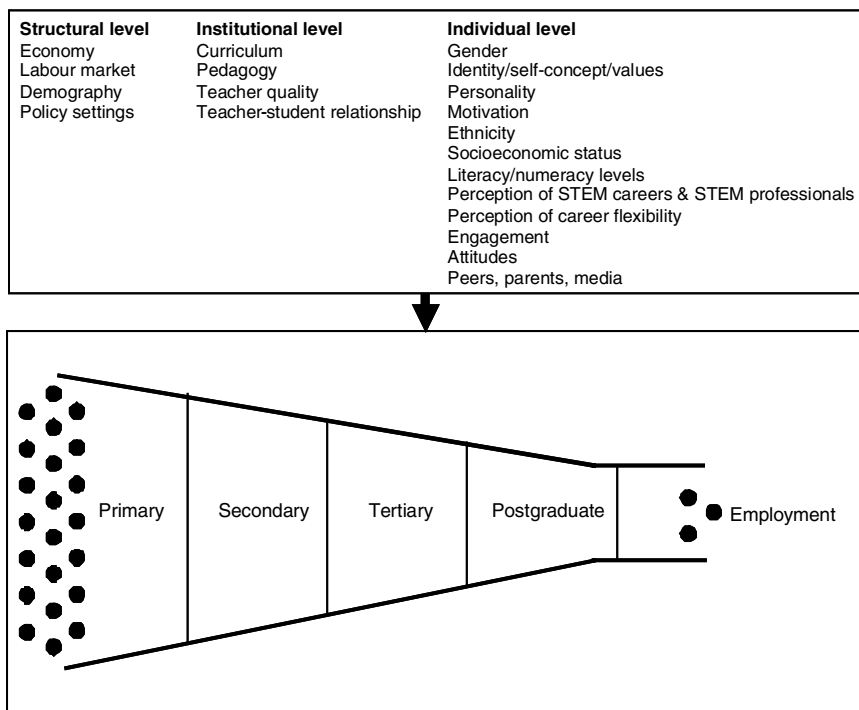 Structural level
Economy
Labour market
Demography
Policy settings
Institutional level
Curriculum
Pedagogy
Teacher quality
Teacher-student relationship
Individual level
Gender
Identity/self-concept/values
Personality
Motivation
Ethnicity
Socioeconomic status
Literacy/numeracy levels
Perception of STEM careers & STEM professionals
Perception of career flexibility
Engagement
Attitudes
Peers, parents, media
Primary
Secondary
Tertiary
Postgraduate
Employment